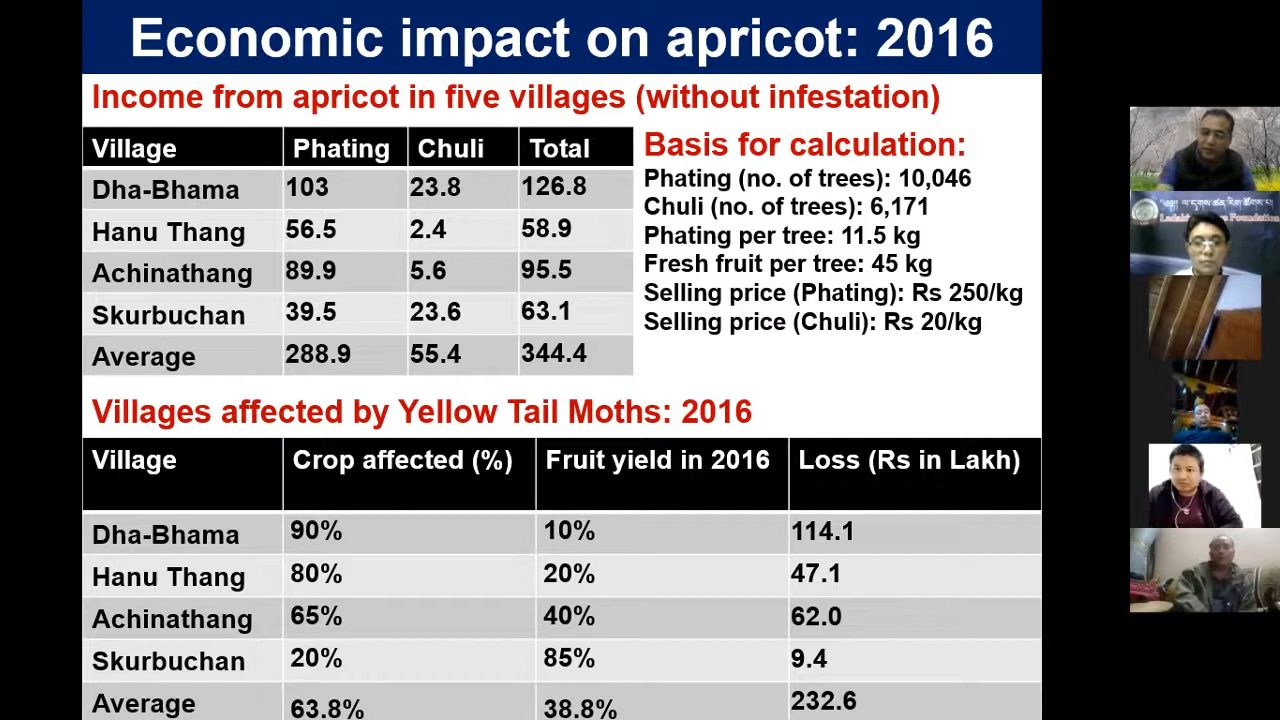 Economic impact on apricot: 2016
Income from apricot in five villages (without infestation)
Village Phating Chuli Total
Dha-Bhama 103 23.8 126.8
Hanu Thang 56.5 2.4 58.9
Achinathang 89.9 5.6 95.5
Skurbuchan 39.5 23.6 63.1
Average 288.9 55.4 344.4
Basis for calculation:
Phating (no. of trees): 10,046
Chuli (no. of trees): 6,171
Phating per tree: 11.5 kg
Fresh fruit per tree: 45 kg
Selling price (Phating): Rs 250/kg
Selling price (Chuli): Rs 20/kg
Villages affected by Yellow Tail Moths: 2016
Village Crop affected (%) Fruit yield in 2016 Loss (Rs in Lakh)
Dha-Bhama 90% 10% 114.1
Hanu Thang 80% 20% 47.1
Achinathang 65% 40% 62.0
Skurbuchan 20% 85% 9.4
Average 63.8% 38.8% 232.6
Foundation